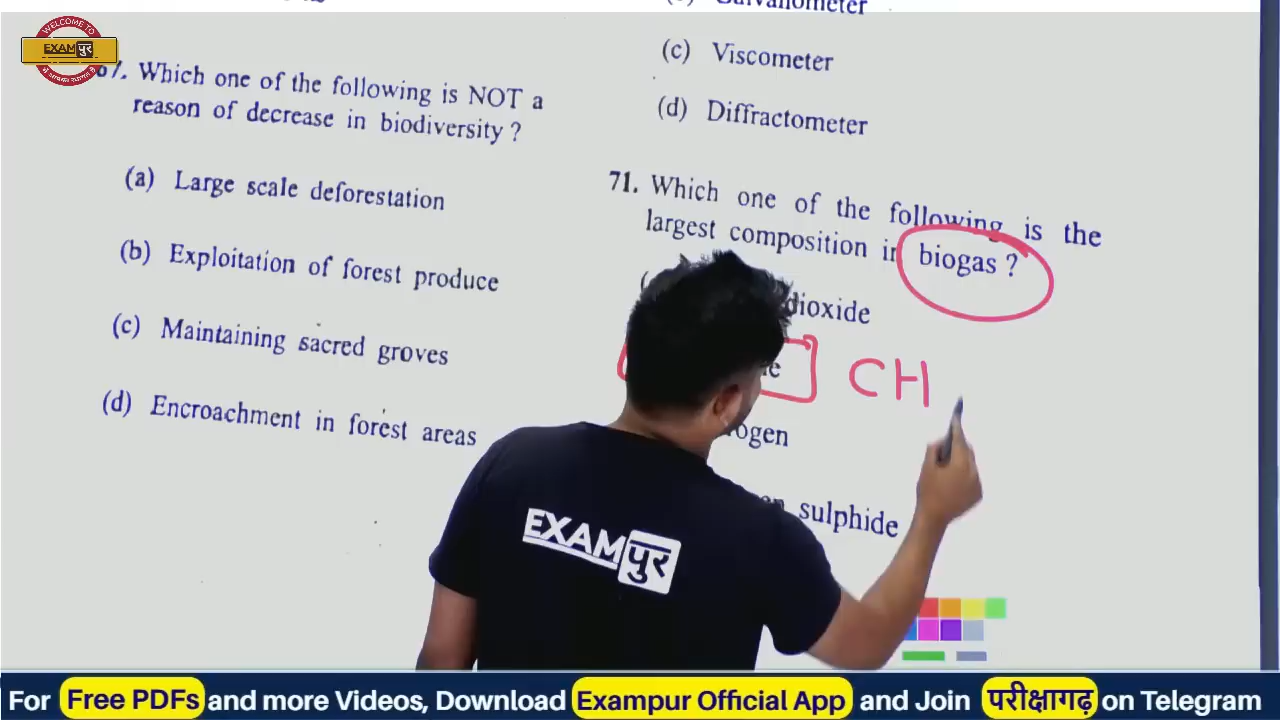 WELCOME TO
EXAMपुर
67. Which one of the following is NOT a
reason of decrease in biodiversity ?
(a) Large scale deforestation
(b) Exploitation of forest produce
(c) Maintaining sacred groves
(d) Encroachment in forest areas
Galvanometer
(c) Viscometer
(d) Diffractometer
71. Which one of the following is the
largest composition in biogas ?
dioxide
CH
sulphide
EXAMपुर
For Free PDFs and more Videos, Download Exampur Official App and Join परीक्षागढ़ on Telegram